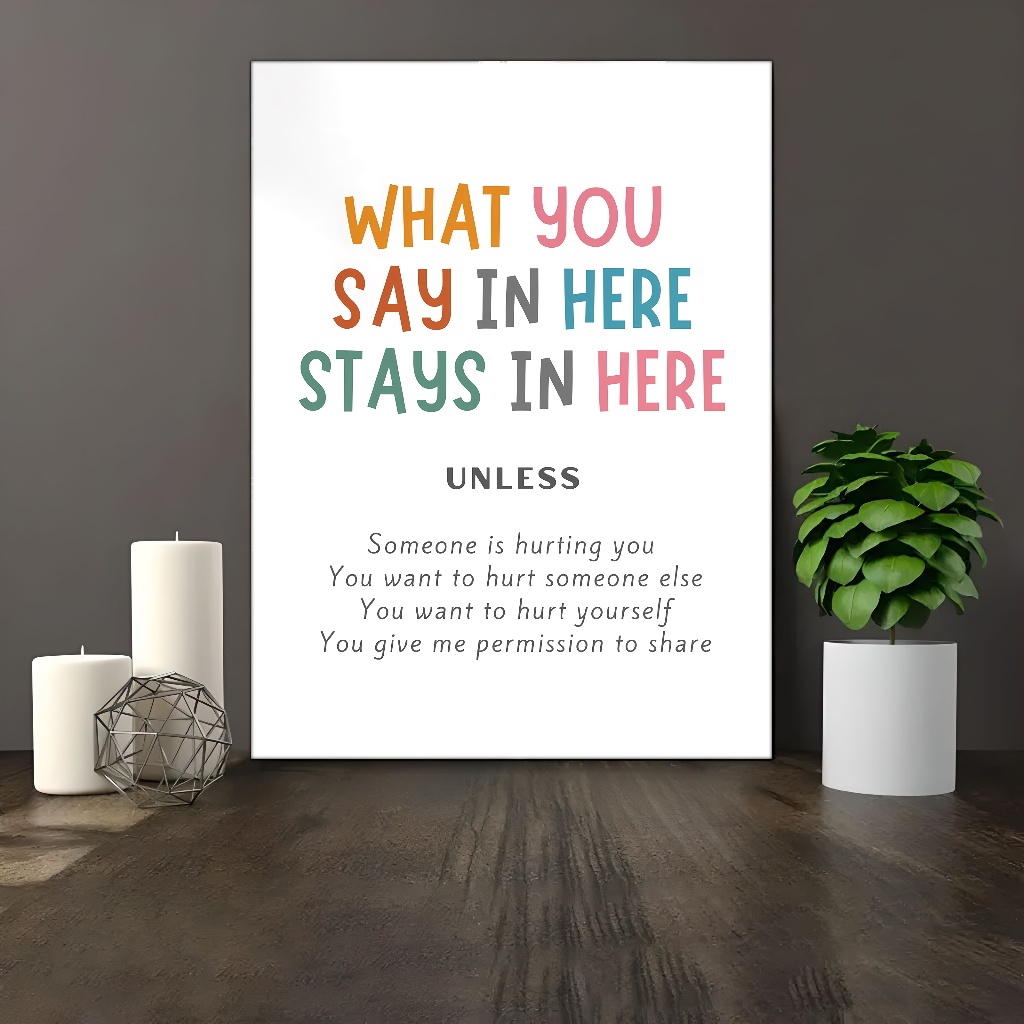 WHAT YOU
SAY IN HERE
STAYS IN HERE
UNLESS
Someone is hurting you
You want to hurt someone else
You want to hurt yourself
You give me permission to share